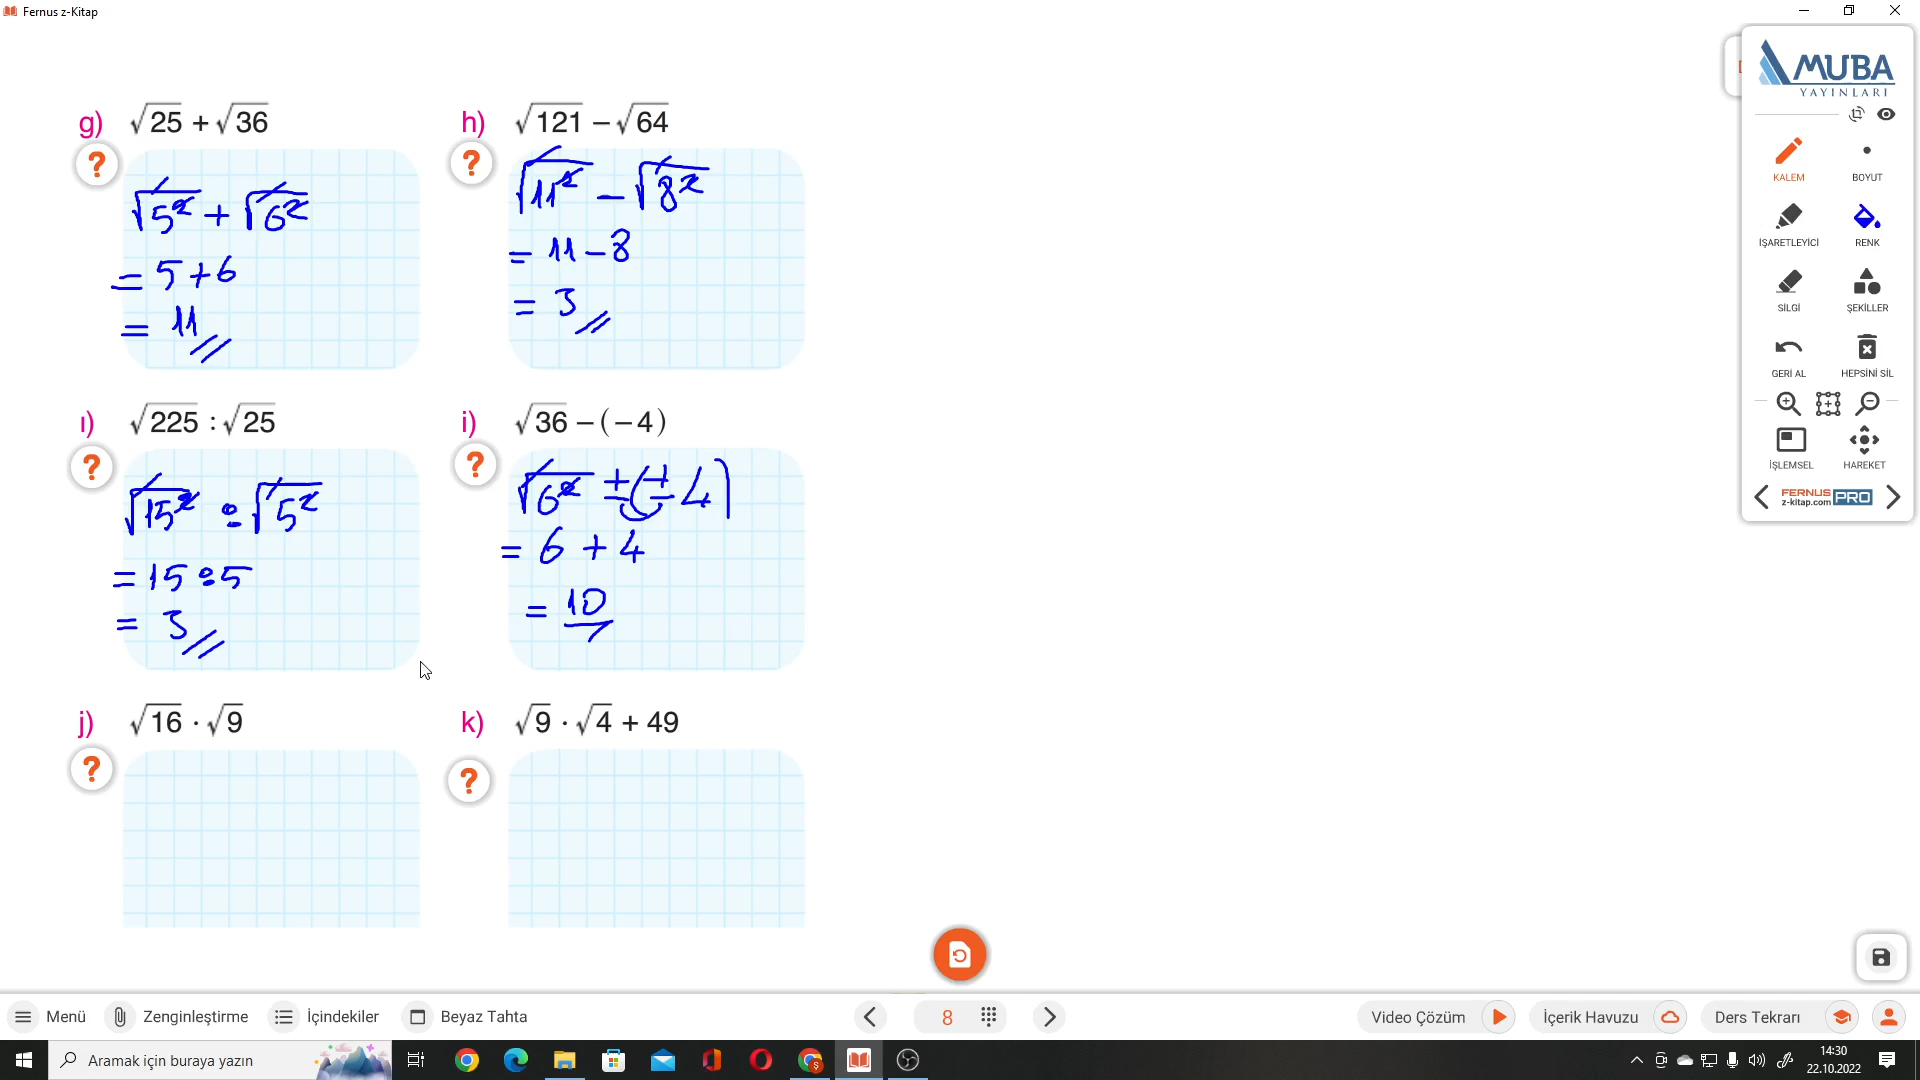 Fernus z-Kitap
MUBA
YAYINLARI
g) √25 + √36
√5² + √6²
= 5+6
= 11
h) √121 − √64
√11² − √8²
= 11−8
= 3
ı) √225 : √25
√15² : √5²
= 15:5
= 3
i) √36 − (−4)
√6² − (−4)
= 6 + 4
= 10
j) √16 · √9
k) √9 · √4 + 49
KALEM
BOYUT
İŞARETLEYİCİ
RENK
SİLGİ
ŞEKİLLER
GERİ AL
HEPSİNİ SİL
İŞLEMSEL
HAREKET
FERNUS PRO
z-kitap.com
Menü
Zenginleştirme
İçindekiler
Beyaz Tahta
8
Video Çözüm
İçerik Havuzu
Ders Tekrarı
Aramak için buraya yazın
14:30
22.10.2022